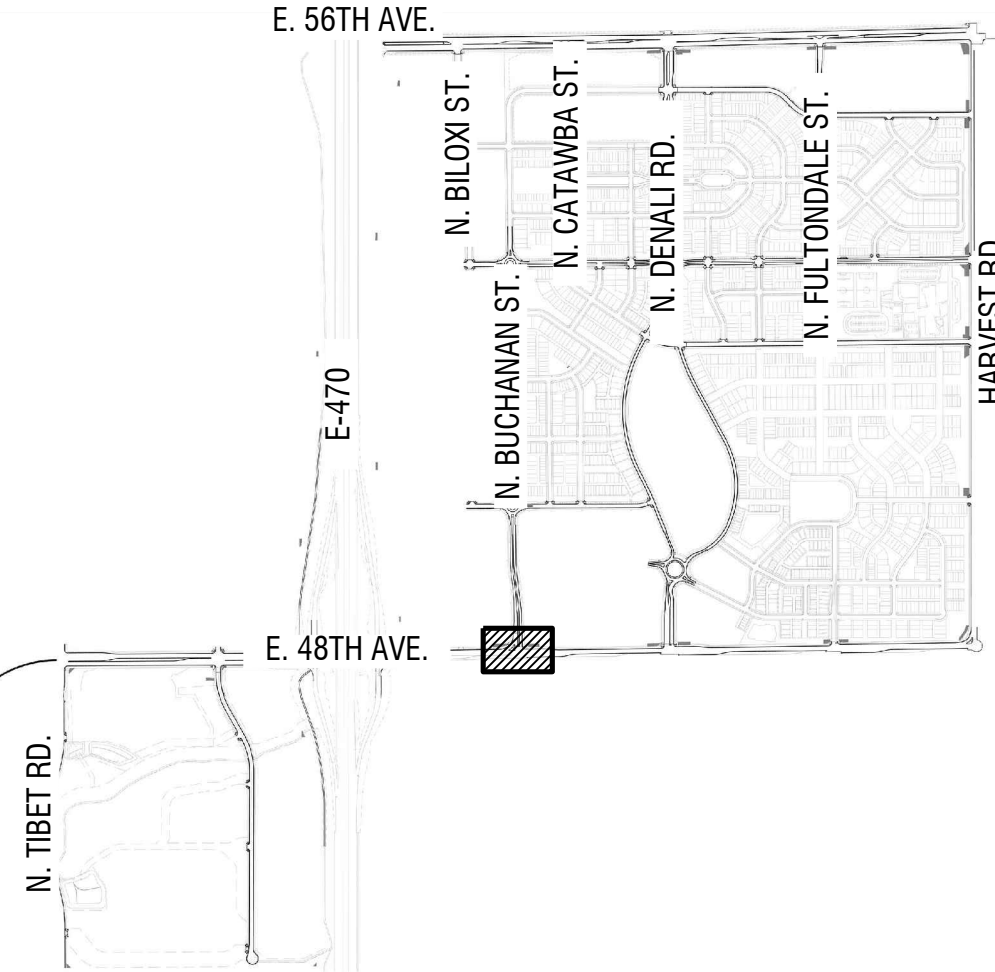 E. 56TH AVE.
N. BILOXI ST.
N. CATAWBA ST.
N. DENALI RD.
N. FULTONDALE ST.
HARVEST RD
N. BUCHANAN ST.
E-470
E. 48TH AVE.
N. TIBET RD.